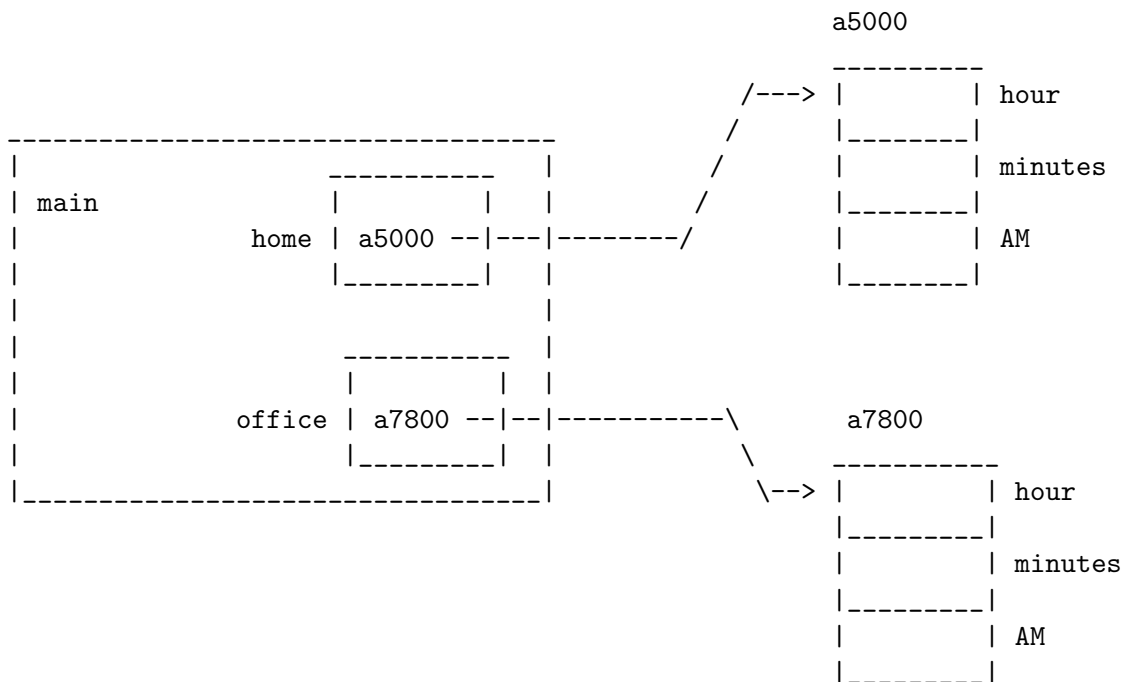 a5000
hour
minutes
main
home a5000 AM
office a7800 a7800
hour
minutes
AM